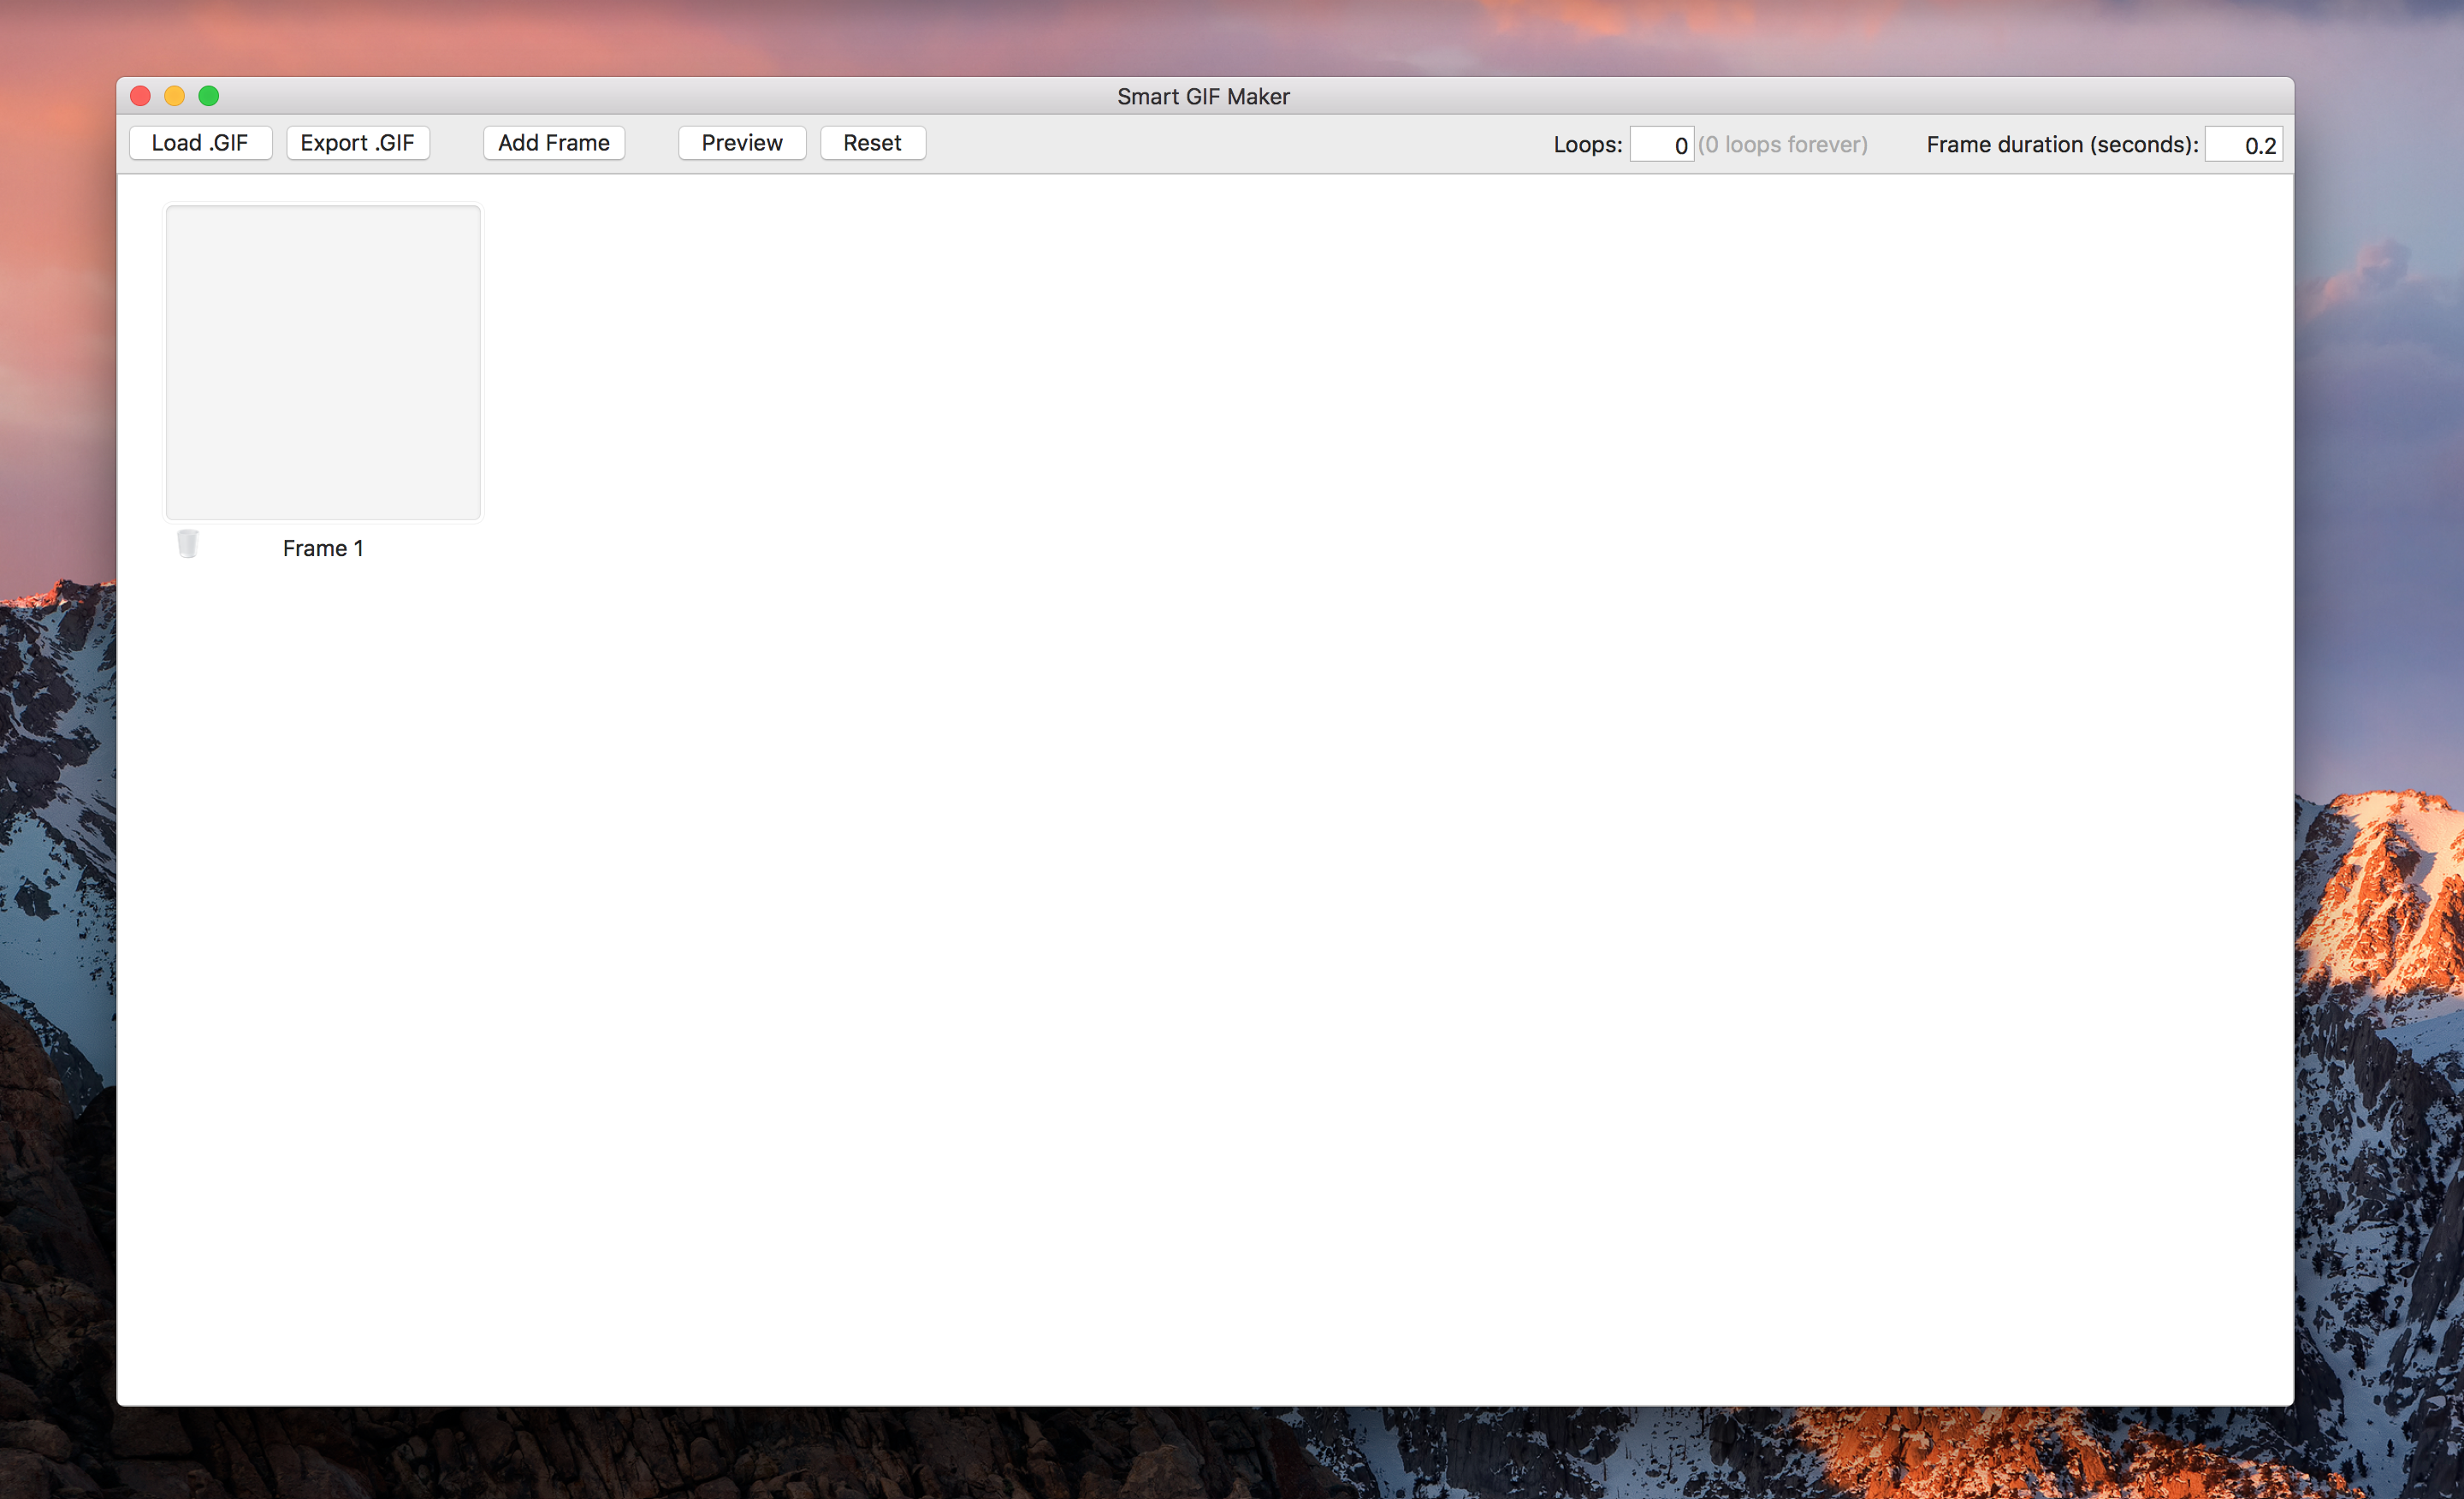 Smart GIF Maker
Load .GIF Export .GIF Add Frame Preview Reset Loops: 0 (0 loops forever) Frame duration (seconds): 0.2
Frame 1